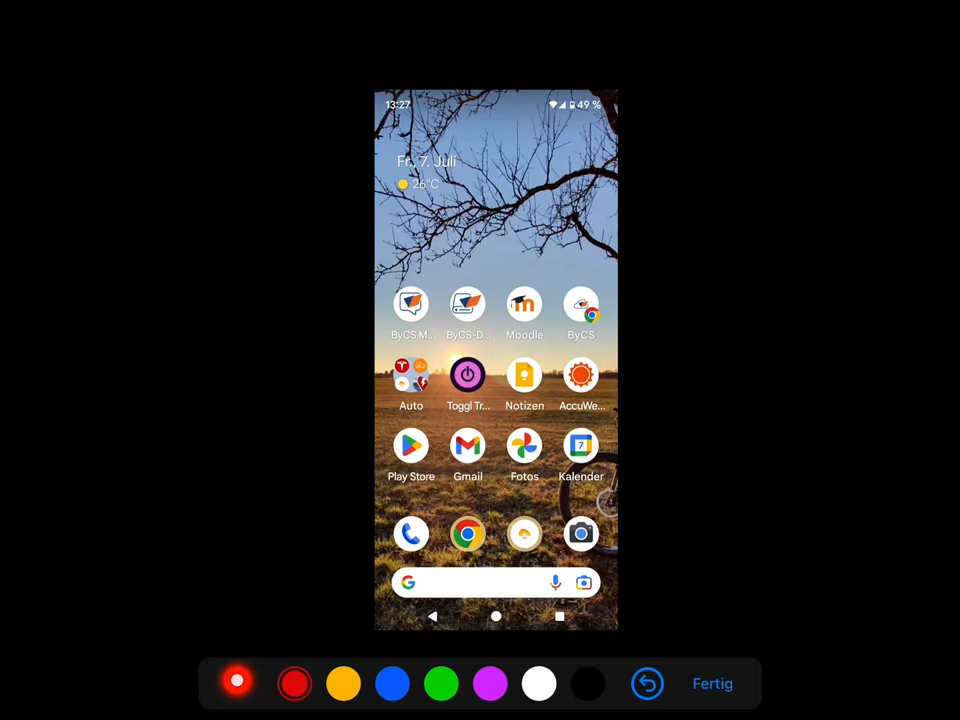 13:27 49 %
Fr., 7. Juli
26°C
ByCS M... ByCS-D... Moodle ByCS
Auto Toggl Tr... Notizen AccuWe...
7
Play Store Gmail Fotos Kalender
Fertig